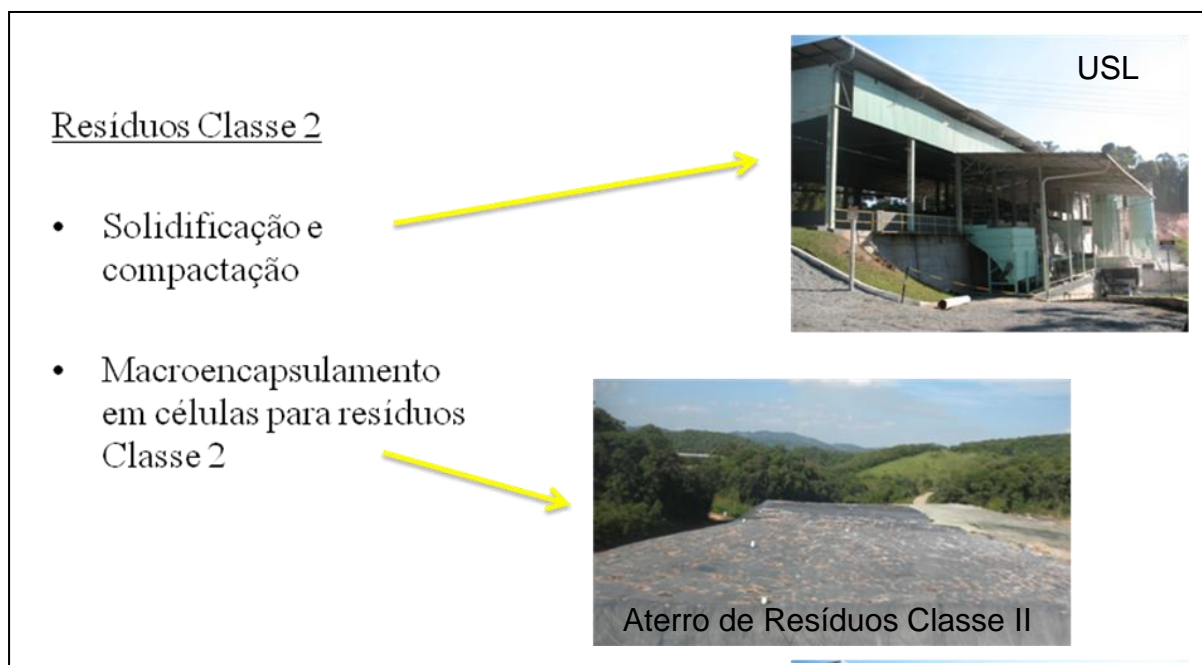 USL
Resíduos Classe 2
• Solidificação e
compactação
• Macroencapsulamento
em células para resíduos
Classe 2
Aterro de Resíduos Classe II